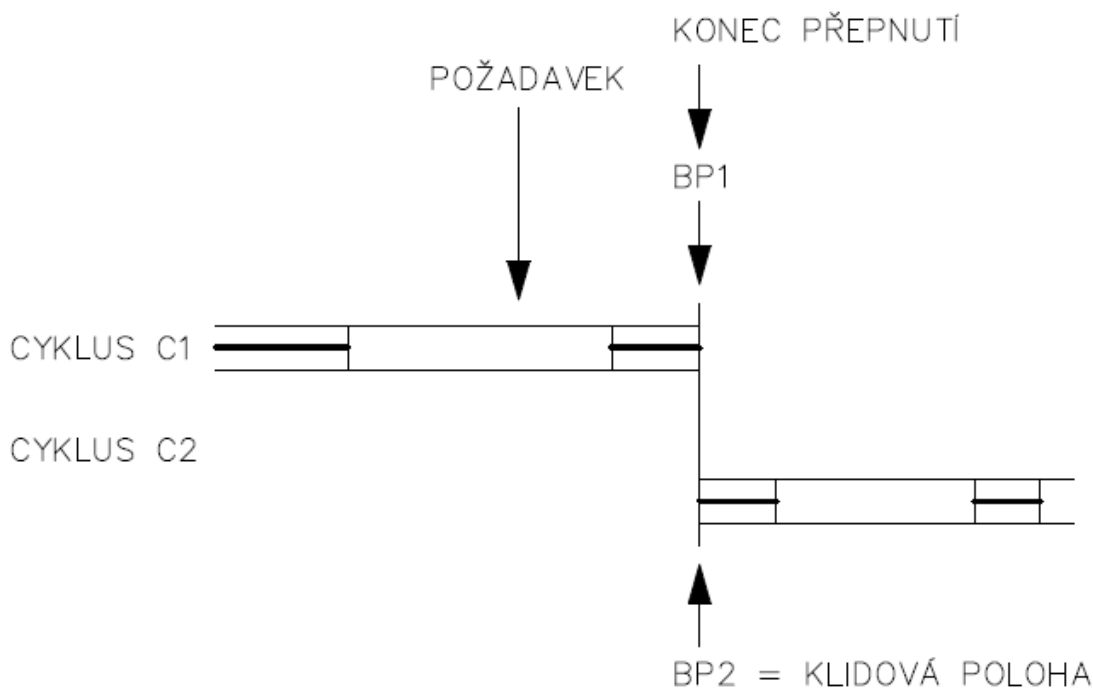 KONEC PŘEPNUTÍ
POŽADAVEK
BP1
CYKLUS C1
CYKLUS C2
BP2 = KLIDOVÁ POLOHA